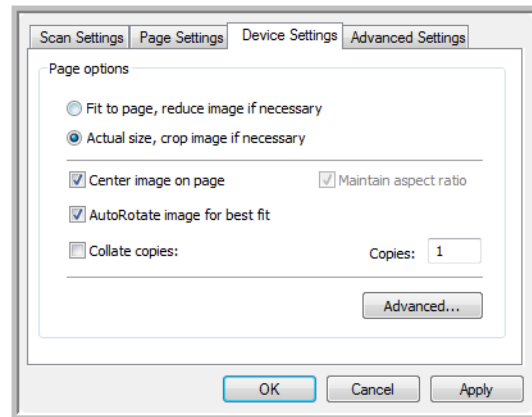 Scan Settings Page Settings Device Settings Advanced Settings
Page options
Fit to page, reduce image if necessary
Actual size, crop image if necessary
Center image on page Maintain aspect ratio
AutoRotate image for best fit
Collate copies: Copies: 1
Advanced...
OK Cancel Apply